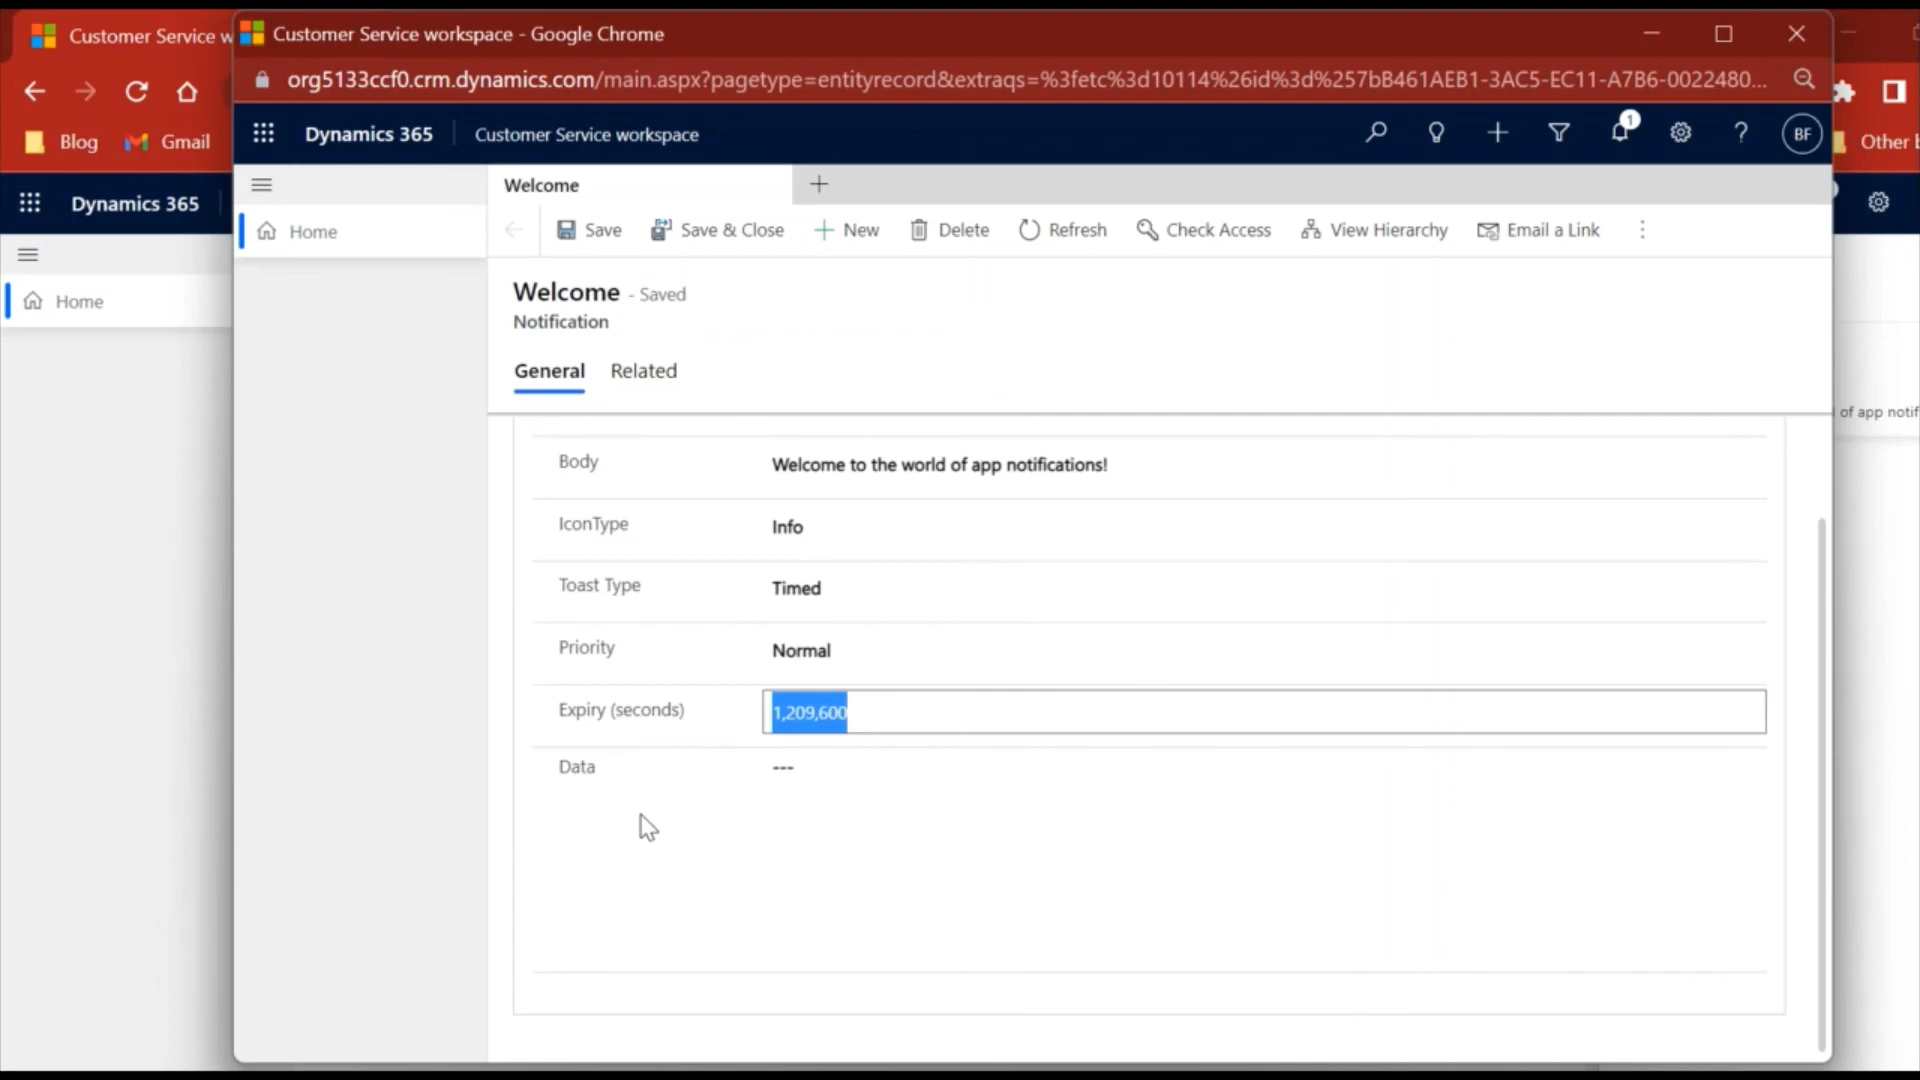 Customer Service w
Customer Service workspace - Google Chrome
org5133ccf0.crm.dynamics.com/main.aspx?pagetype=entityrecord&extraqs=%3fetc%3d10114%26id%3d%257bB461AEB1-3AC5-EC11-A7B6-0022480...
Blog
Gmail
Other b
Dynamics 365
Customer Service workspace
1
?
BF
Dynamics 365
Welcome
Home
Home
Save
Save & Close
New
Delete
Refresh
Check Access
View Hierarchy
Email a Link
Welcome - Saved
Notification
General
Related
of app notif
Body
Welcome to the world of app notifications!
IconType
Info
Toast Type
Timed
Priority
Normal
Expiry (seconds)
1,209,600
Data
---